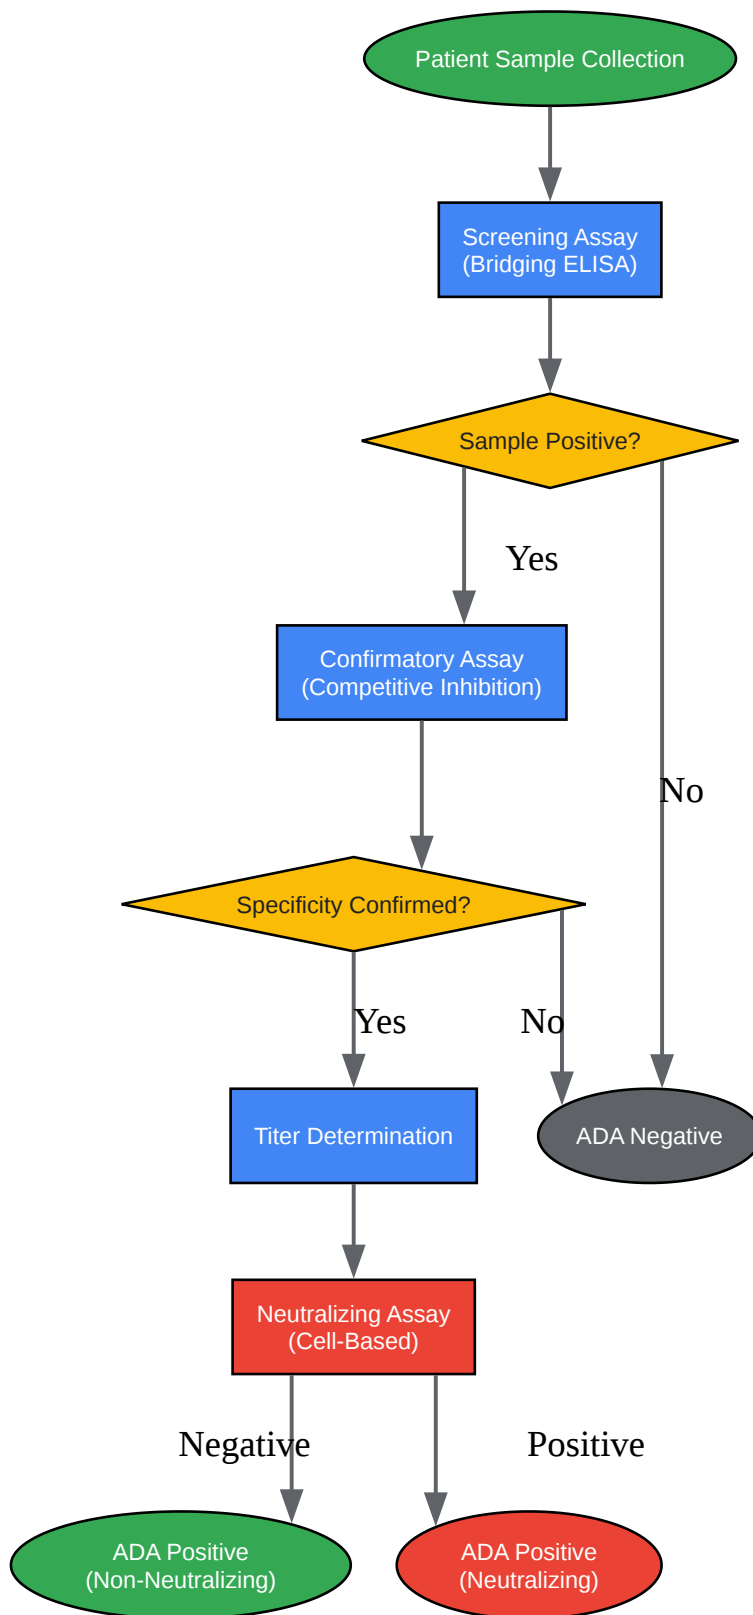 Patient Sample Collection
Screening Assay
(Bridging ELISA)
Sample Positive?
Yes
Confirmatory Assay
(Competitive Inhibition)
No
Specificity Confirmed?
Yes
No
Titer Determination
ADA Negative
Neutralizing Assay
(Cell-Based)
Negative
Positive
ADA Positive
(Non-Neutralizing)
ADA Positive
(Neutralizing)